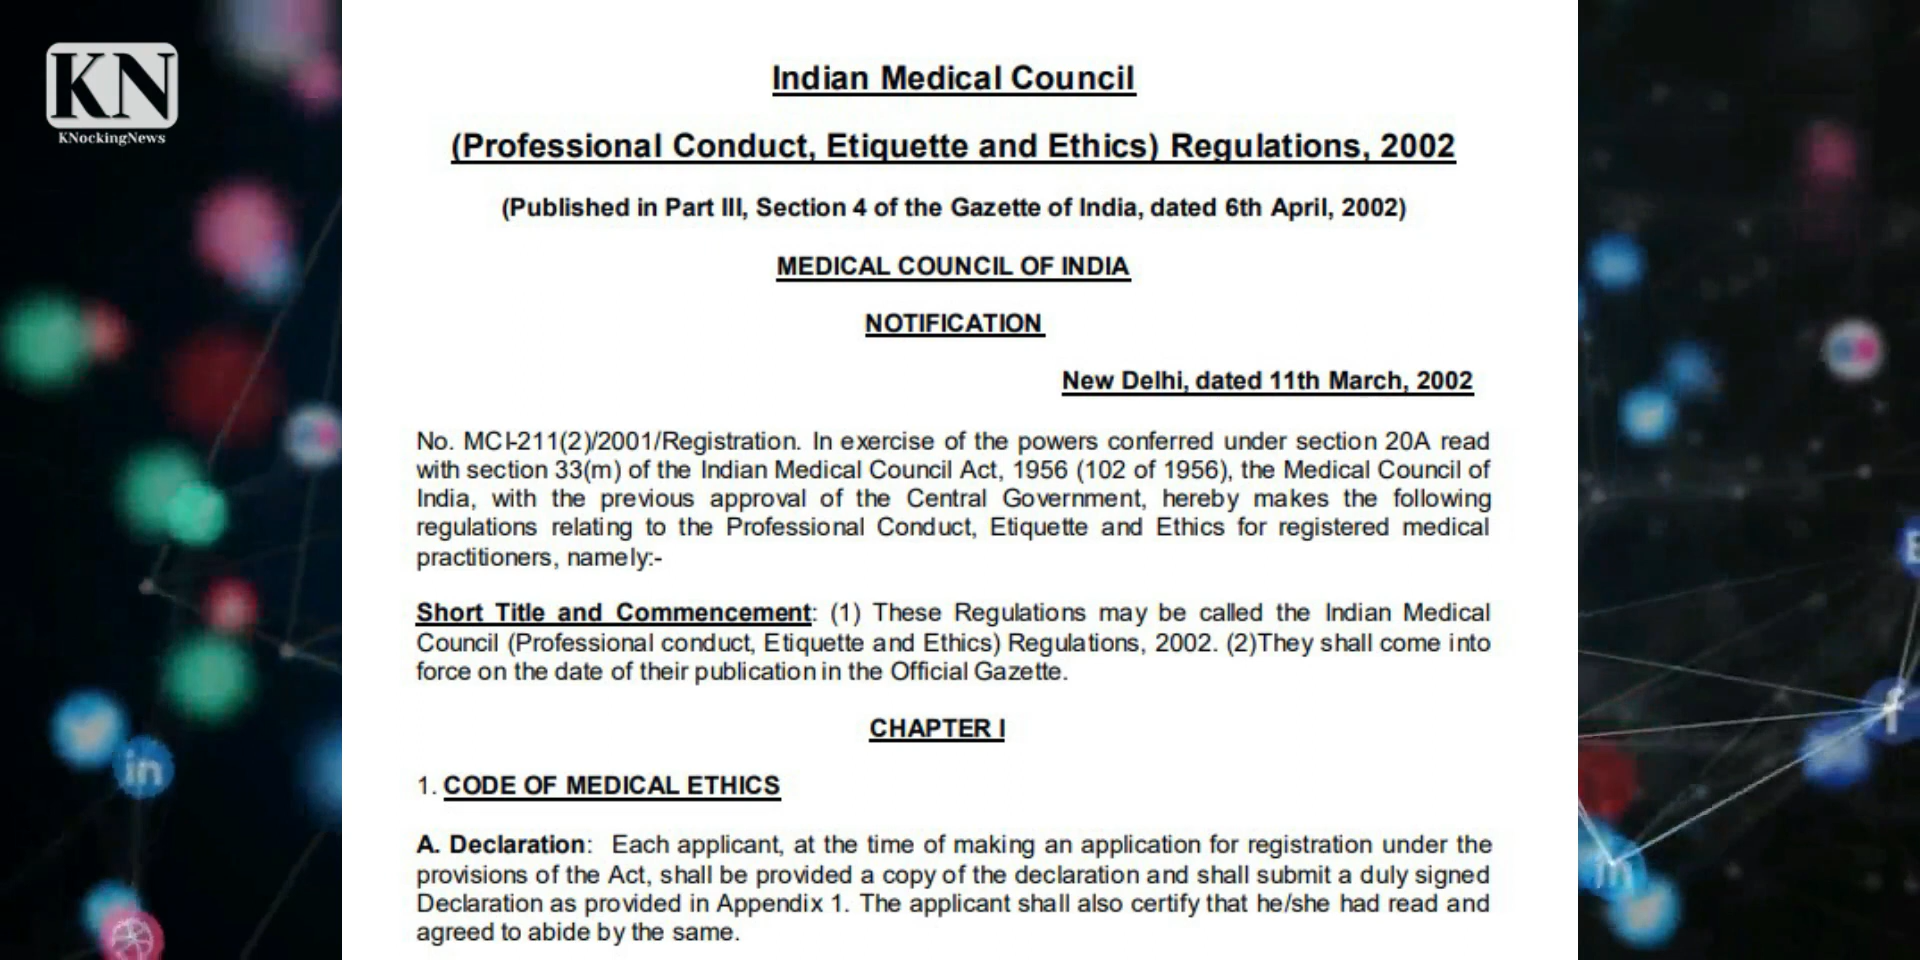 KN
KNockingNews
Indian Medical Council
(Professional Conduct, Etiquette and Ethics) Regulations, 2002
(Published in Part III, Section 4 of the Gazette of India, dated 6th April, 2002)
MEDICAL COUNCIL OF INDIA
NOTIFICATION
New Delhi, dated 11th March, 2002
No. MCI-211(2)/2001/Registration. In exercise of the powers conferred under section 20A read
with section 33(m) of the Indian Medical Council Act, 1956 (102 of 1956), the Medical Council of
India, with the previous approval of the Central Government, hereby makes the following
regulations relating to the Professional Conduct, Etiquette and Ethics for registered medical
practitioners, namely:-
Short Title and Commencement: (1) These Regulations may be called the Indian Medical
Council (Professional conduct, Etiquette and Ethics) Regulations, 2002. (2)They shall come into
force on the date of their publication in the Official Gazette.
CHAPTER I
1. CODE OF MEDICAL ETHICS
A. Declaration: Each applicant, at the time of making an application for registration under the
provisions of the Act, shall be provided a copy of the declaration and shall submit a duly signed
Declaration as provided in Appendix 1. The applicant shall also certify that he/she had read and
agreed to abide by the same.
in
f
in